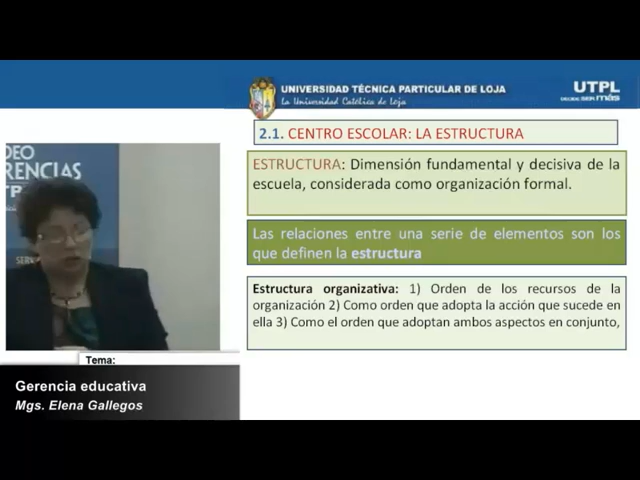 UNIVERSIDAD TÉCNICA PARTICULAR DE LOJA
La Universidad Católica de Loja
UTPL
2.1. CENTRO ESCOLAR: LA ESTRUCTURA
ESTRUCTURA: Dimensión fundamental y decisiva de la
escuela, considerada como organización formal.
Las relaciones entre una serie de elementos son los
que definen la estructura
Estructura organizativa: 1) Orden de los recursos de la
organización 2) Como orden que adopta la acción que sucede en
ella 3) Como el orden que adoptan ambos aspectos en conjunto,
Tema:
Gerencia educativa
Mgs. Elena Gallegos